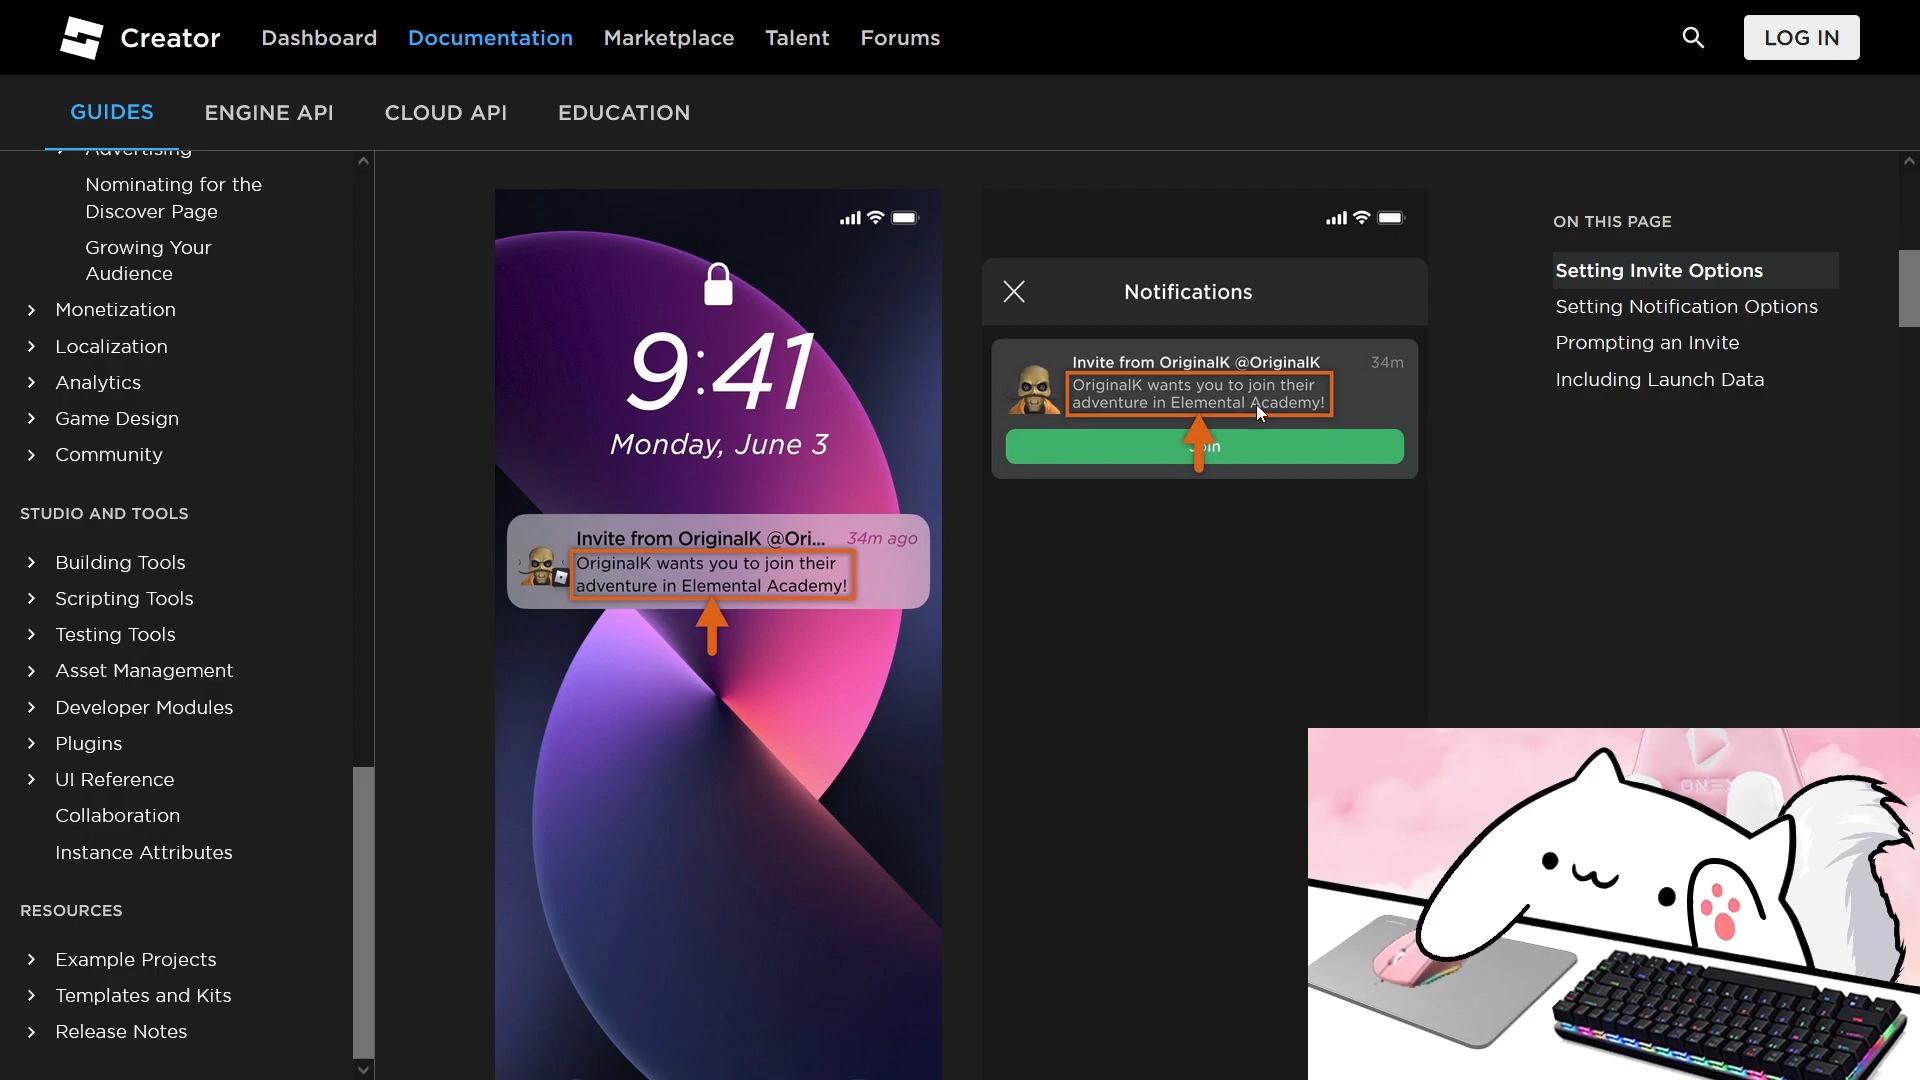 Creator
Dashboard
Documentation
Marketplace
Talent
Forums
LOG IN
GUIDES
ENGINE API
CLOUD API
EDUCATION
Advertising
Nominating for the
Discover Page
Growing Your
Audience
Monetization
Localization
Analytics
Game Design
Community
STUDIO AND TOOLS
Building Tools
Scripting Tools
Testing Tools
Asset Management
Developer Modules
Plugins
UI Reference
Collaboration
Instance Attributes
RESOURCES
Example Projects
Templates and Kits
Release Notes
9:41
Monday, June 3
Invite from OriginalK @Ori... 34m ago
OriginalK wants you to join their
adventure in Elemental Academy!
Notifications
Invite from OriginalK @OriginalK 34m
OriginalK wants you to join their
adventure in Elemental Academy!
Join
ON THIS PAGE
Setting Invite Options
Setting Notification Options
Prompting an Invite
Including Launch Data